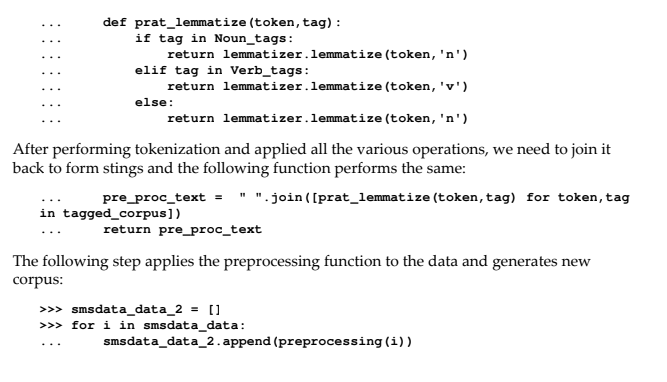 ...     def prat_lemmatize(token,tag):
...         if tag in Noun_tags:
...             return lemmatizer.lemmatize(token,'n')
...         elif tag in Verb_tags:
...             return lemmatizer.lemmatize(token,'v')
...         else:
...             return lemmatizer.lemmatize(token,'n')
After performing tokenization and applied all the various operations, we need to join it
back to form stings and the following function performs the same:
...     pre_proc_text =  " ".join([prat_lemmatize(token,tag) for token,tag
in tagged_corpus])
...     return pre_proc_text
The following step applies the preprocessing function to the data and generates new
corpus:
>>> smsdata_data_2 = []
>>> for i in smsdata_data:
...     smsdata_data_2.append(preprocessing(i))